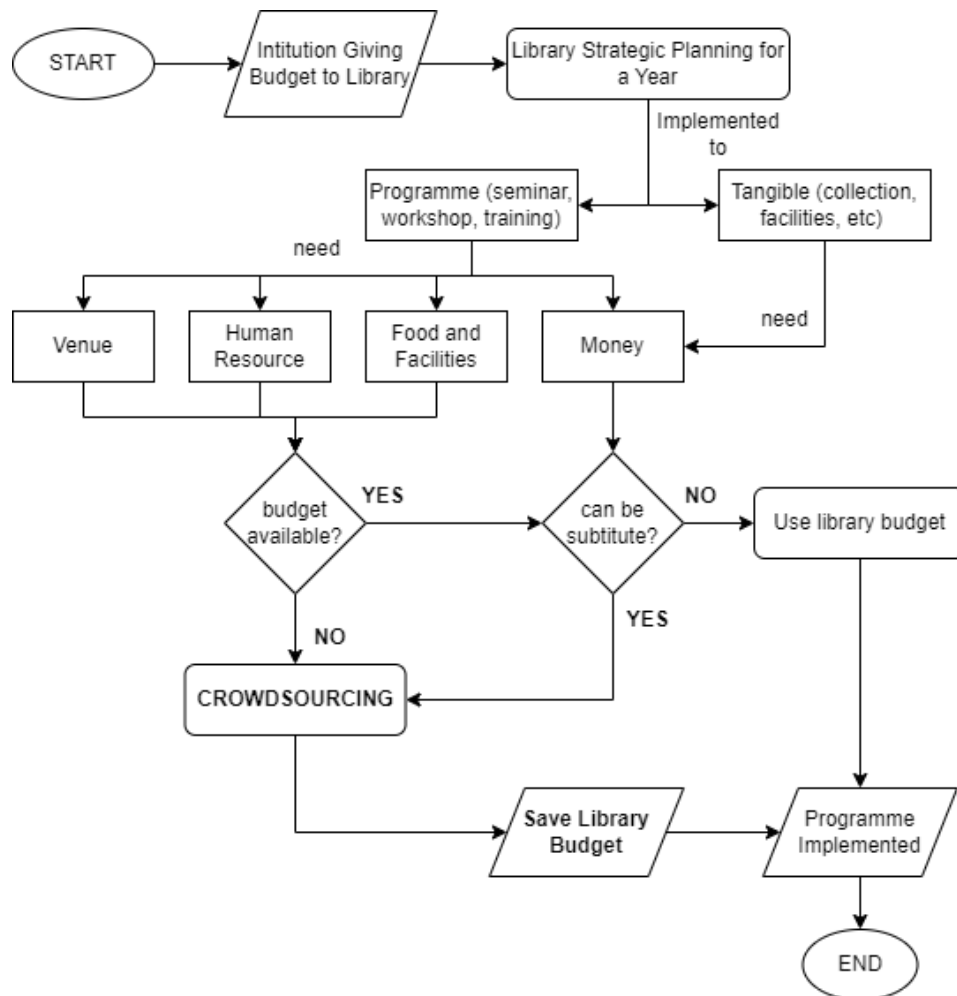 START
Intitution Giving
Budget to Library
Library Strategic Planning for
a Year
Implemented
to
Programme (seminar,
workshop, training)
Tangible (collection,
facilities, etc)
need
Venue
Human
Resource
Food and
Facilities
Money
need
budget
available?
YES
can be
subtitute?
NO
Use library budget
NO
YES
CROWDSOURCING
Save Library
Budget
Programme
Implemented
END